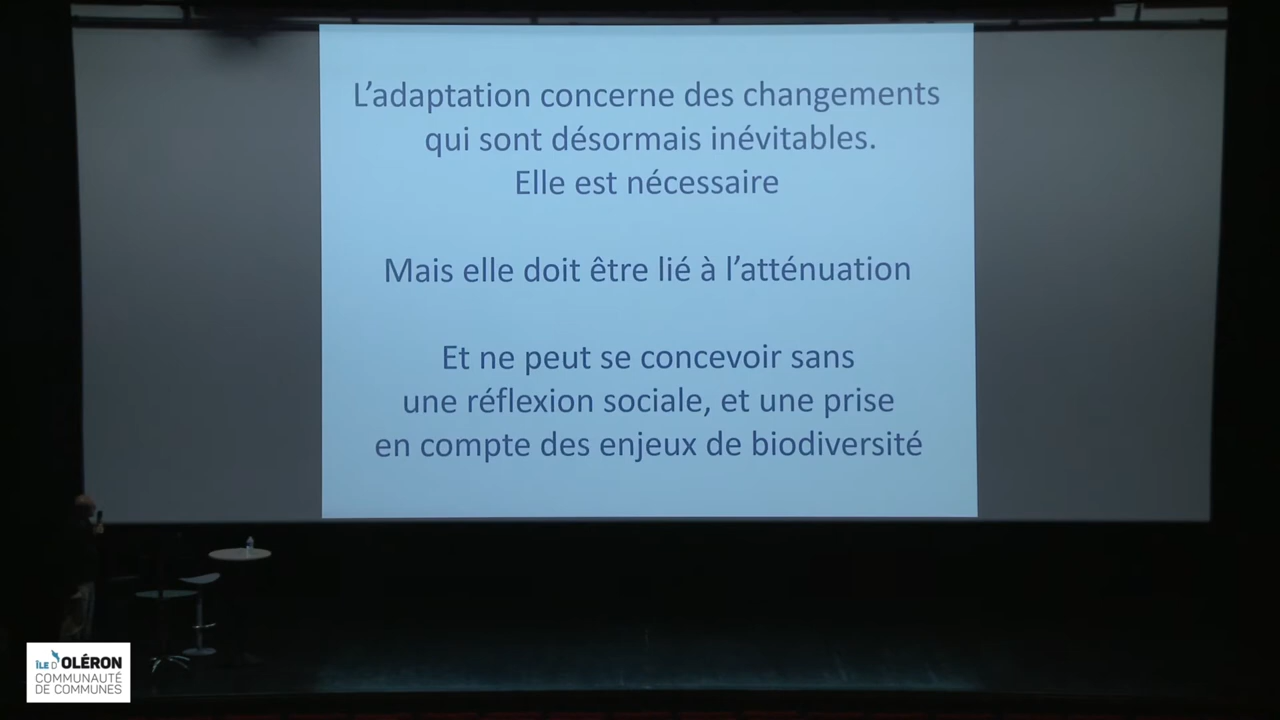 L'adaptation concerne des changements
qui sont désormais inévitables.
Elle est nécessaire
Mais elle doit être lié à l'atténuation
Et ne peut se concevoir sans
une réflexion sociale, et une prise
en compte des enjeux de biodiversité
ÎLE D'OLÉRON
COMMUNAUTÉ
DE COMMUNES